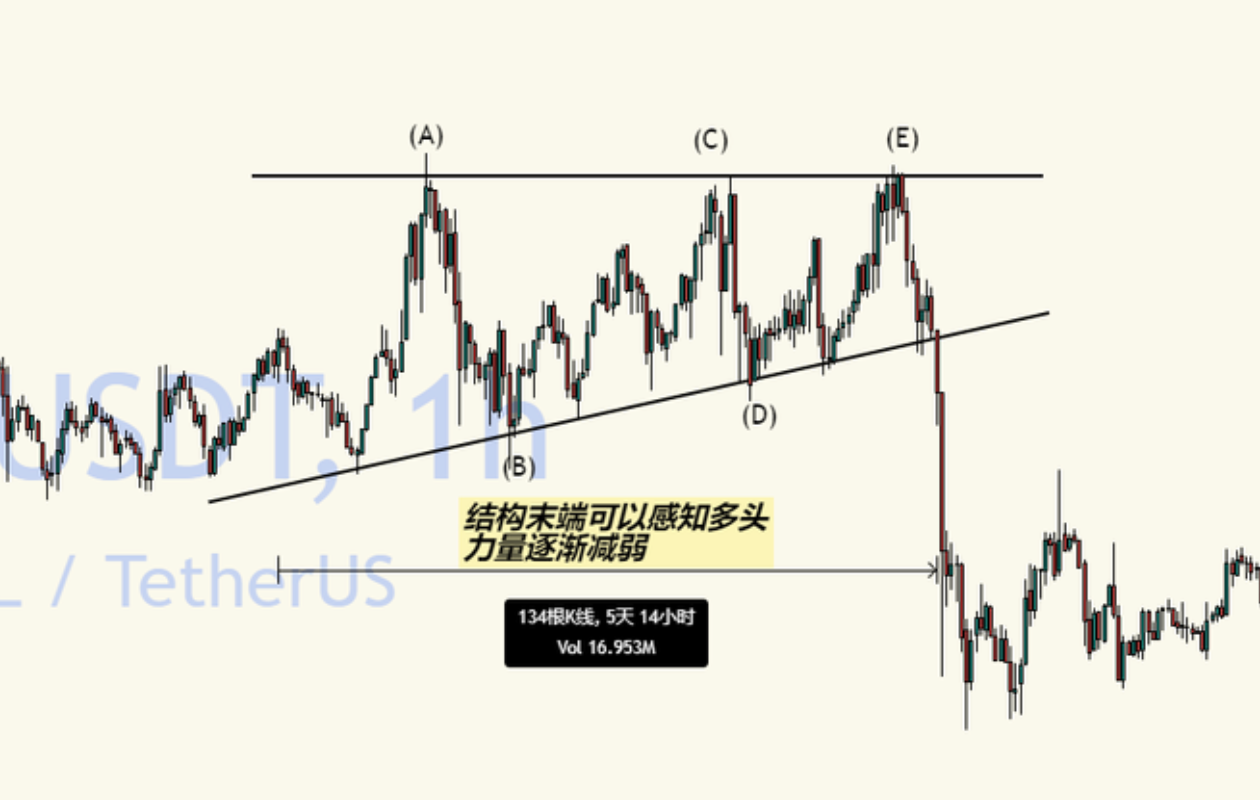 (A)
(C)
(E)
USDT, 1h
(D)
(B)
结构末端可以感知多头
力量逐渐减弱
/ TetherUS
134根K线, 5天 14小时
Vol 16.953M